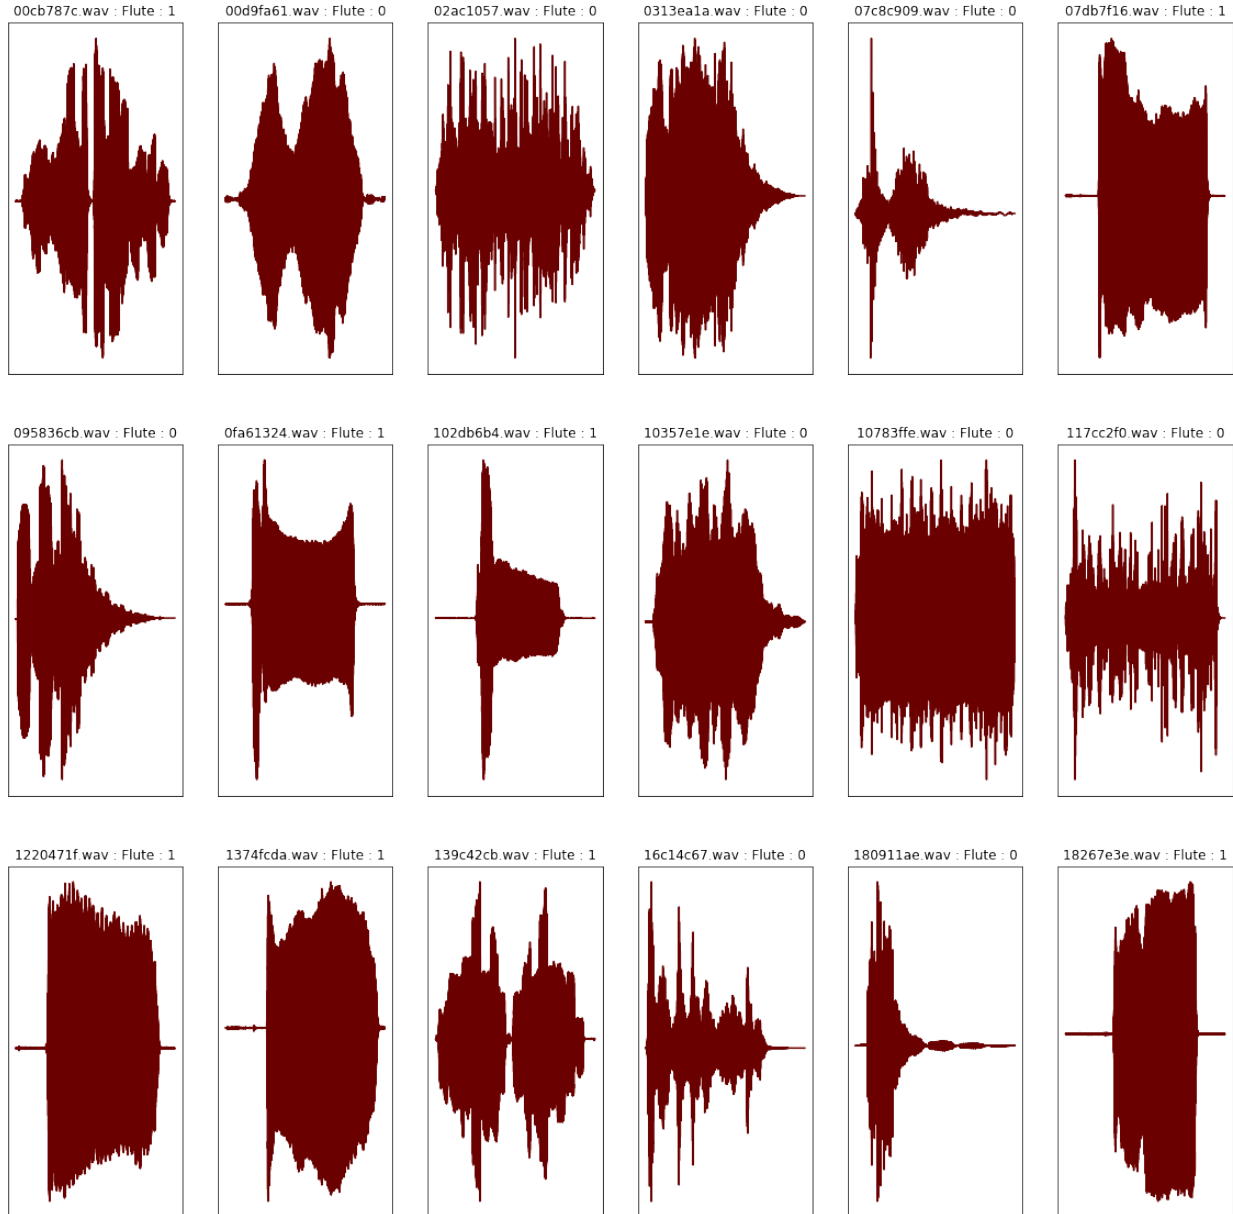 00cb787c.wav : Flute : 1
00d9fa61.wav : Flute : 0
02ac1057.wav : Flute : 0
0313ea1a.wav : Flute : 0
07c8c909.wav : Flute : 0
07db7f16.wav : Flute : 1
095836cb.wav : Flute : 0
0fa61324.wav : Flute : 1
102db6b4.wav : Flute : 1
10357e1e.wav : Flute : 0
10783ffe.wav : Flute : 0
117cc2f0.wav : Flute : 0
1220471f.wav : Flute : 1
1374fcda.wav : Flute : 1
139c42cb.wav : Flute : 1
16c14c67.wav : Flute : 0
180911ae.wav : Flute : 0
18267e3e.wav : Flute : 1